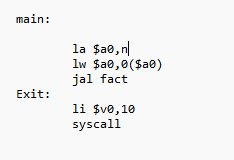 main:
la $a0,n
lw $a0,0($a0)
jal fact
Exit:
li $v0,10
syscall